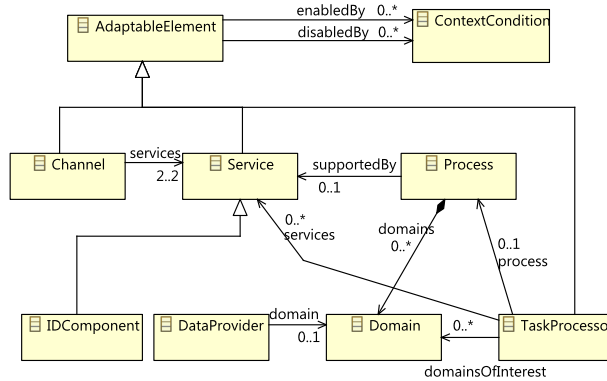 enabledBy 0..*
AdaptableElement
ContextCondition
disabledBy 0..*
Channel
services
2..2
Service
supportedBy
0..1
Process
0..*
services
domains
0..*
0..1
process
IDComponent
DataProvider
domain
0..1
Domain
0..*
TaskProcesso
domainsOfInterest